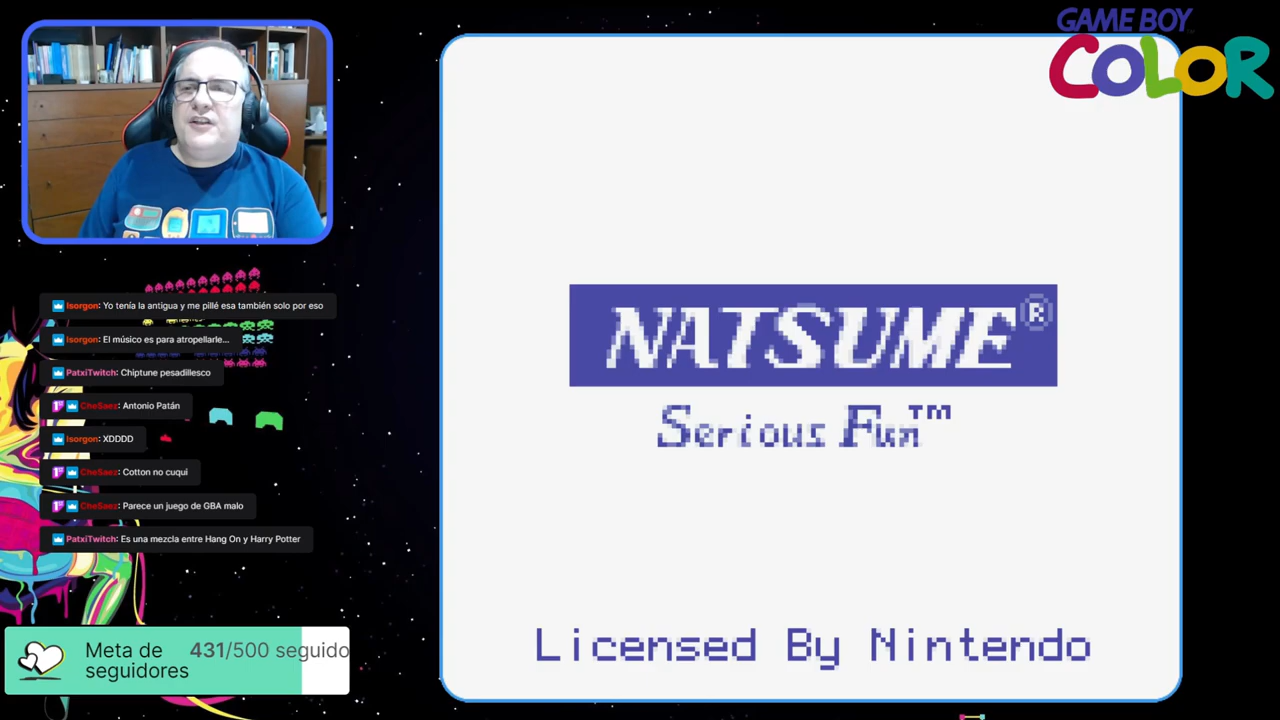 GAME BOY
COLOR
NATSUME®
Serious Fun™
Licensed By Nintendo
Isorgon: Yo tenía la antigua y me pillé esa también solo por eso
Isorgon: El músico es para atropellarle...
PatxiTwitch: Chiptune pesadillesco
CheSaez: Antonio Patán
Isorgon: XDDDD
CheSaez: Cotton no cuqui
CheSaez: Parece un juego de GBA malo
PatxiTwitch: Es una mezcla entre Hang On y Harry Potter
Meta de
seguidores
431/500 seguido